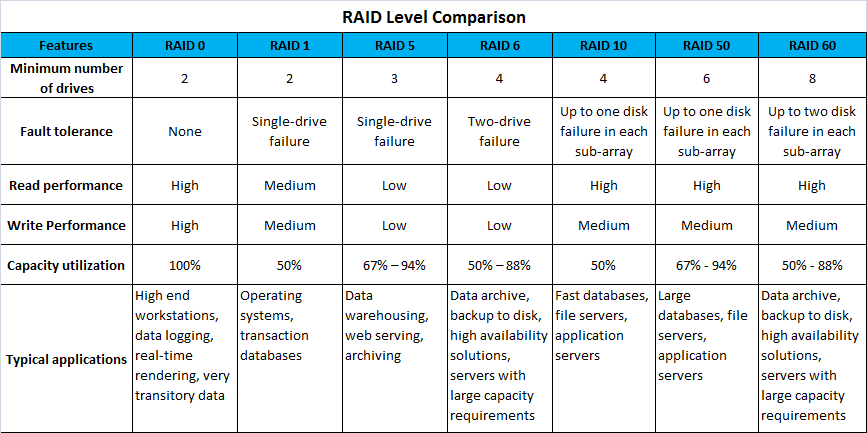 RAID Level Comparison
Features RAID 0 RAID 1 RAID 5 RAID 6 RAID 10 RAID 50 RAID 60
Minimum number
of drives
2 2 3 4 4 6 8
Fault tolerance
None
Single-drive
failure
Single-drive
failure
Two-drive
failure
Up to one disk
failure in each
sub-array
Up to one disk
failure in each
sub-array
Up to two disk
failure in each
sub-array
Read performance High Medium Low Low High High High
Write Performance High Medium Low Low Medium Medium Medium
Capacity utilization 100% 50% 67% – 94% 50% – 88% 50% 67% - 94% 50% - 88%
Typical applications
High end
workstations,
data logging,
real-time
rendering, very
transitory data
Operating
systems,
transaction
databases
Data
warehousing,
web serving,
archiving
Data archive,
backup to disk,
high availability
solutions,
servers with
large capacity
requirements
Fast databases,
file servers,
application
servers
Large
databases, file
servers,
application
servers
Data archive,
backup to disk,
high availability
solutions,
servers with
large capacity
requirements